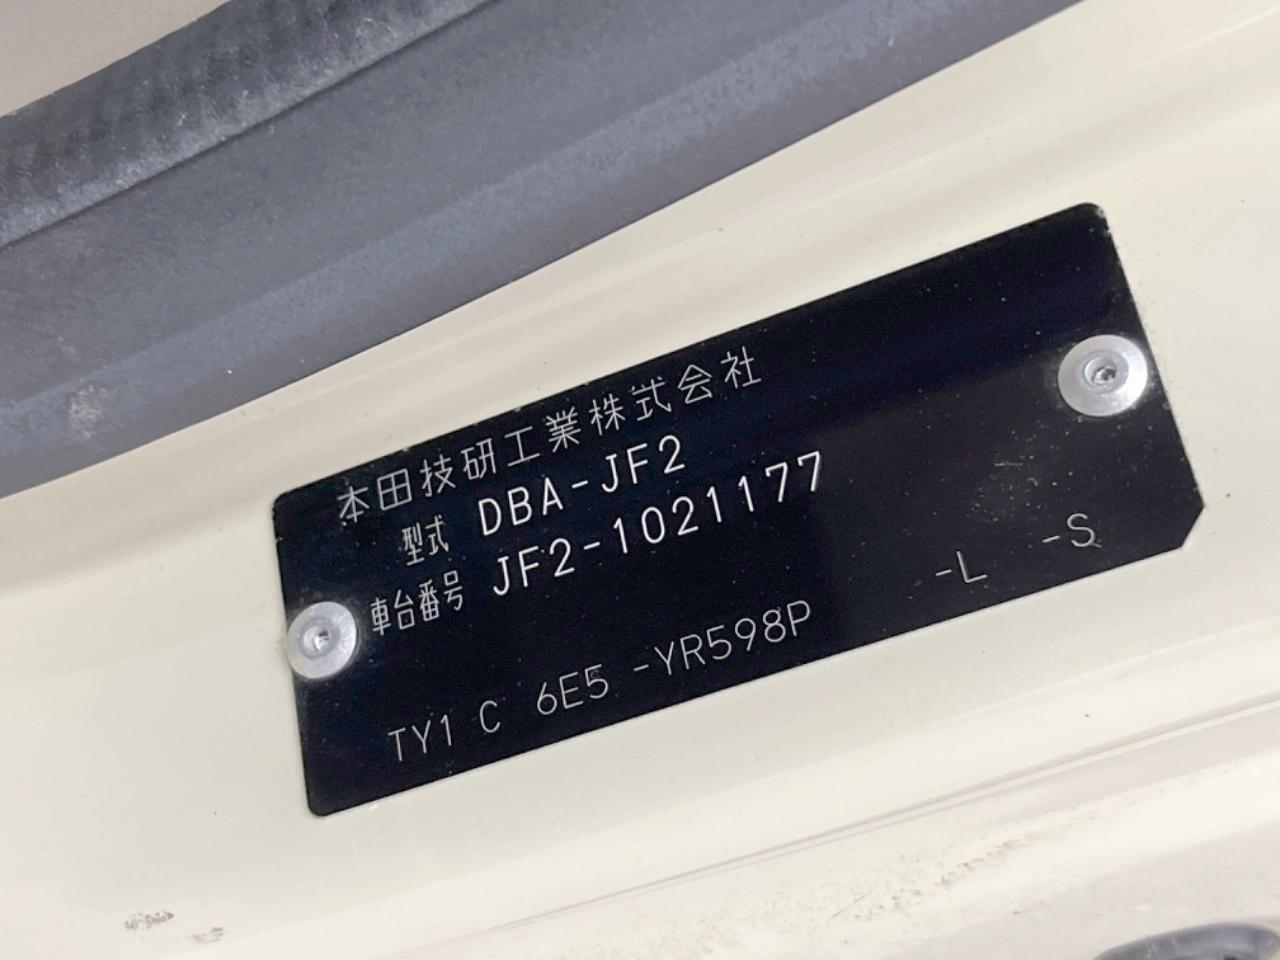 本田技研工業株式会社
型式 DBA-JF2
車台番号 JF2-1021177
TY1 C 6E5 -YR598P -L -S